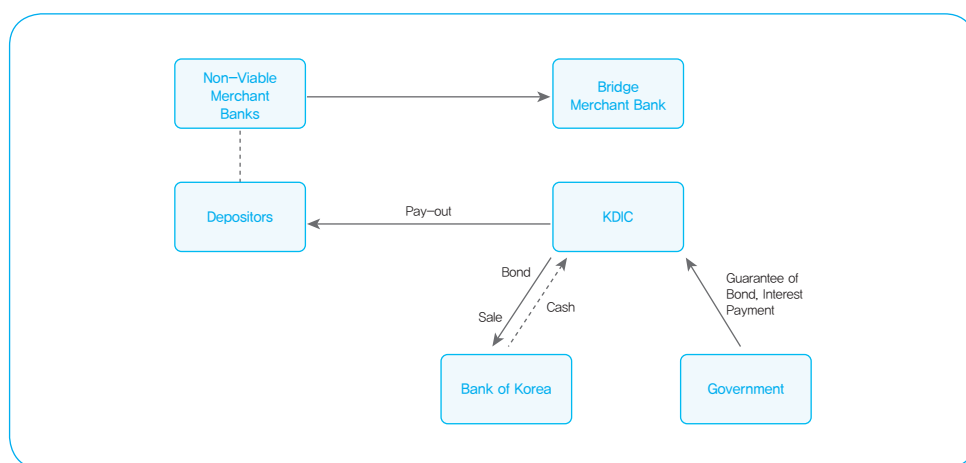 Non-Viable
Merchant
Banks
Bridge
Merchant Bank
Depositors
Pay-out
KDIC
Bond
Sale
Cash
Guarantee of
Bond, Interest
Payment
Bank of Korea
Government